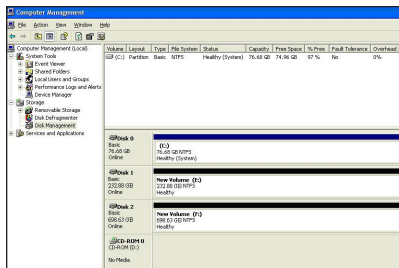 Computer Management
File Action View Window Help
Computer Management (Local)
System Tools
Event Viewer
Shared Folders
Local Users and Groups
Performance Logs and Alerts
Device Manager
Storage
Removable Storage
Disk Defragmenter
Disk Management
Services and Applications
Volume Layout Type File System Status Capacity Free Space % Free Fault Tolerance Overhead
(C:) Partition Basic NTFS Healthy (System) 76.68 GB 74.96 GB 97 % No 0%
Disk 0
Basic
76.68 GB
Online
(C:)
76.68 GB NTFS
Healthy (System)
Disk 1
Basic
232.88 GB
Online
New Volume (E:)
232.88 GB NTFS
Healthy
Disk 2
Basic
698.63 GB
Online
New Volume (F:)
698.63 GB NTFS
Healthy
CD-ROM 0
CD-ROM (D:)
No Media